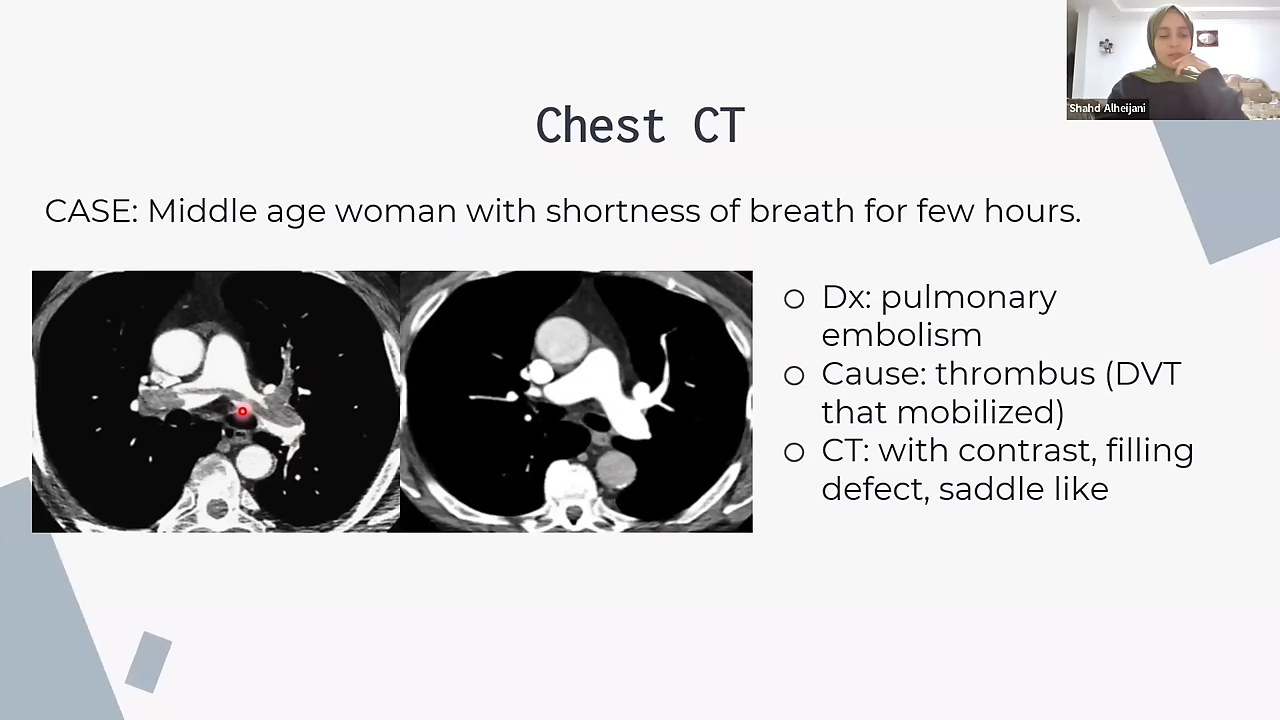 Shahd Alheijani
Chest CT
CASE: Middle age woman with shortness of breath for few hours.
Dx: pulmonary
embolism
Cause: thrombus (DVT
that mobilized)
CT: with contrast, filling
defect, saddle like